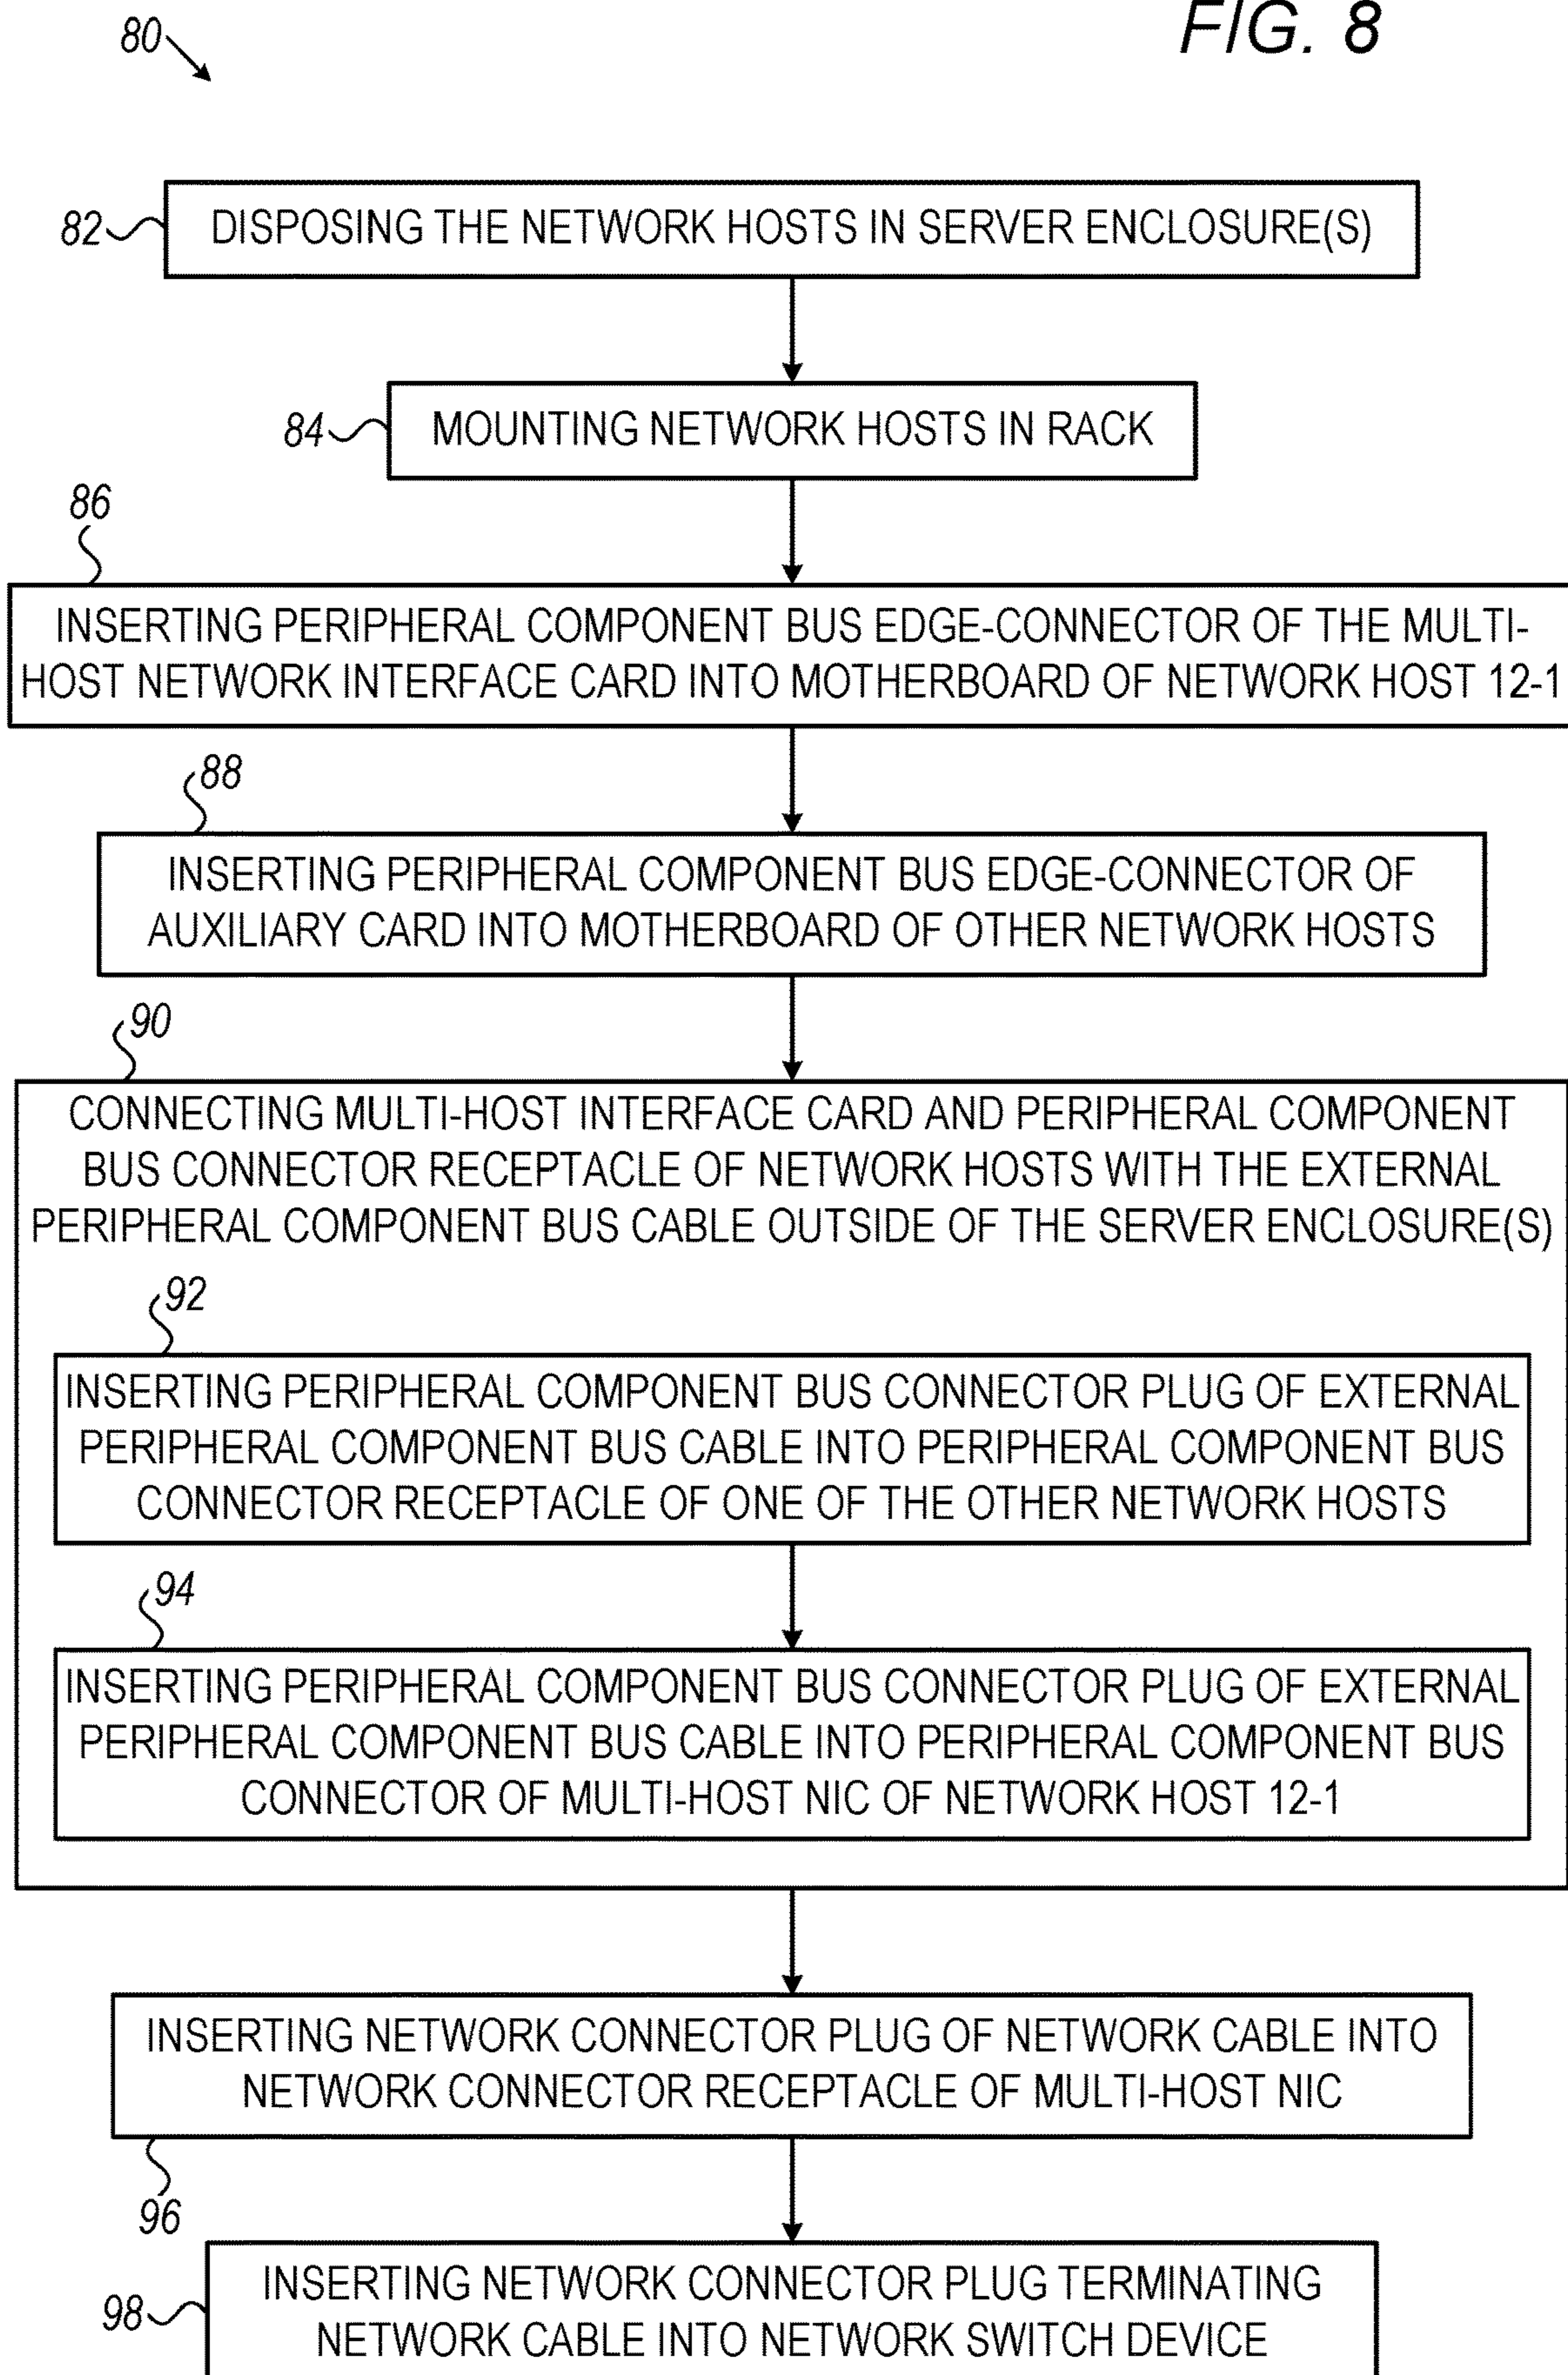 FIG. 8
80
82
DISPOSING THE NETWORK HOSTS IN SERVER ENCLOSURE(S)
84
MOUNTING NETWORK HOSTS IN RACK
86
INSERTING PERIPHERAL COMPONENT BUS EDGE-CONNECTOR OF THE MULTI-
HOST NETWORK INTERFACE CARD INTO MOTHERBOARD OF NETWORK HOST 12-1
88
INSERTING PERIPHERAL COMPONENT BUS EDGE-CONNECTOR OF
AUXILIARY CARD INTO MOTHERBOARD OF OTHER NETWORK HOSTS
90
CONNECTING MULTI-HOST INTERFACE CARD AND PERIPHERAL COMPONENT
BUS CONNECTOR RECEPTACLE OF NETWORK HOSTS WITH THE EXTERNAL
PERIPHERAL COMPONENT BUS CABLE OUTSIDE OF THE SERVER ENCLOSURE(S)
92
INSERTING PERIPHERAL COMPONENT BUS CONNECTOR PLUG OF EXTERNAL
PERIPHERAL COMPONENT BUS CABLE INTO PERIPHERAL COMPONENT BUS
CONNECTOR RECEPTACLE OF ONE OF THE OTHER NETWORK HOSTS
94
INSERTING PERIPHERAL COMPONENT BUS CONNECTOR PLUG OF EXTERNAL
PERIPHERAL COMPONENT BUS CABLE INTO PERIPHERAL COMPONENT BUS
CONNECTOR OF MULTI-HOST NIC OF NETWORK HOST 12-1
INSERTING NETWORK CONNECTOR PLUG OF NETWORK CABLE INTO
NETWORK CONNECTOR RECEPTACLE OF MULTI-HOST NIC
96
98
INSERTING NETWORK CONNECTOR PLUG TERMINATING
NETWORK CABLE INTO NETWORK SWITCH DEVICE